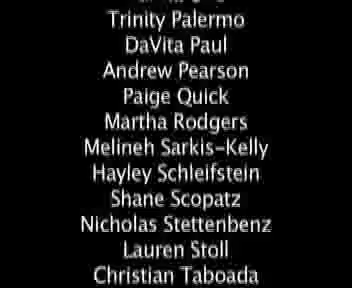 Trinity Palermo
DaVita Paul
Andrew Pearson
Paige Quick
Martha Rodgers
Melineh Sarkis-Kelly
Hayley Schleifstein
Shane Scopatz
Nicholas Stettenbenz
Lauren Stoll
Christian Taboada